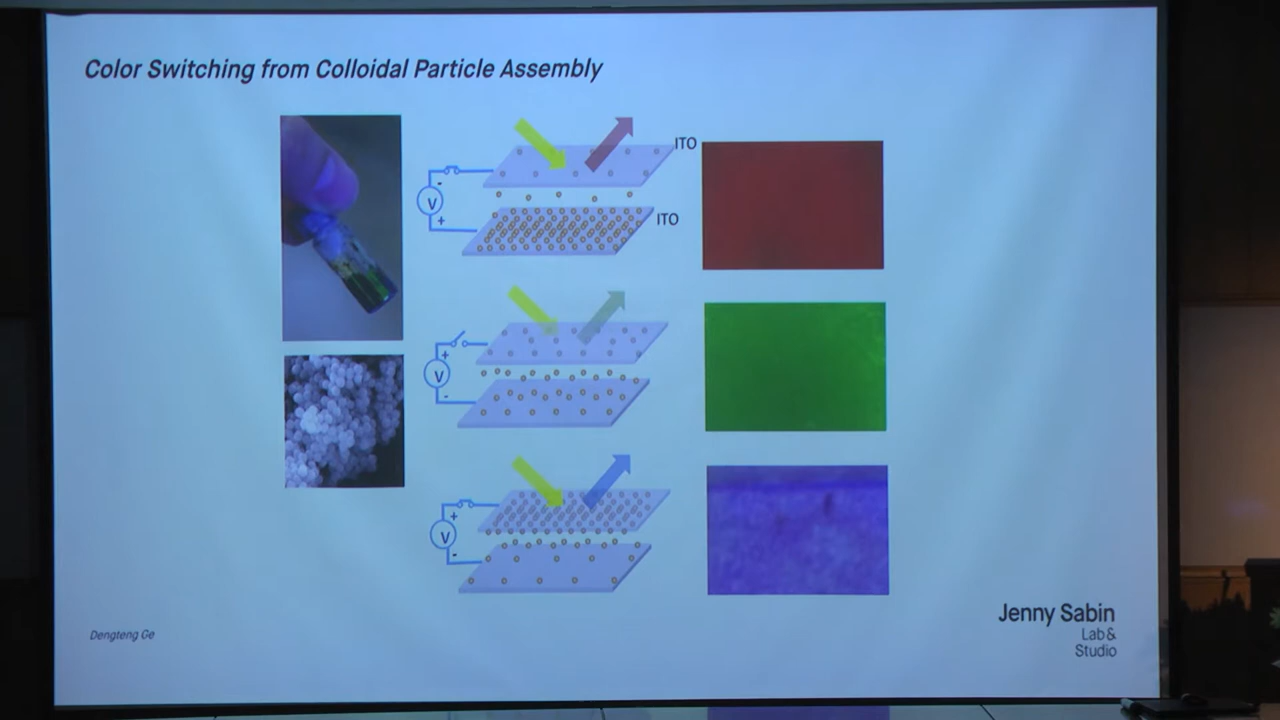 Color Switching from Colloidal Particle Assembly
ITO
-
V
+
ITO
+
V
-
+
V
-
Dengteng Ge
Jenny Sabin
Lab &
Studio